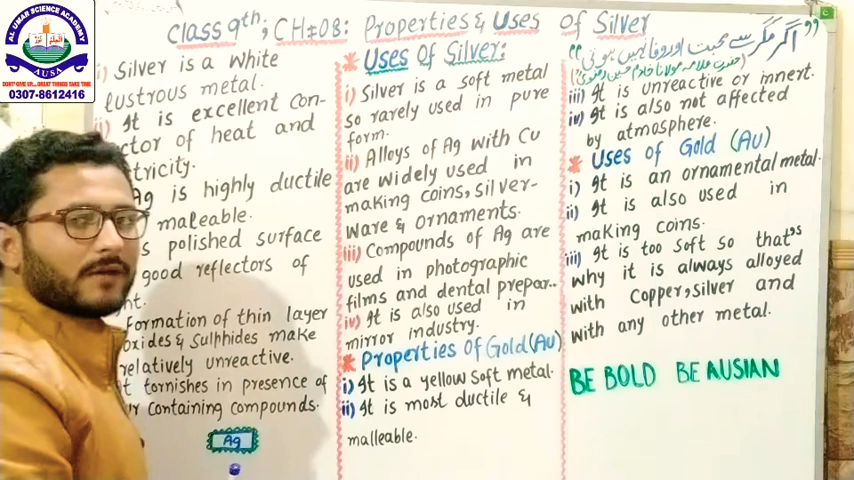 AL UMAR SCIENCE ACADEMY
AUSA
DON'T GIVE UP...GREAT THINGS TAKE TIME
0307-8612416
Class 9th; CH#08: Properties & Uses of Silver
i) Silver is a white
lustrous metal.
ii) It is excellent con-
ctor of heat and
tricity.
Ag is highly ductile
maleable.
s polished surface
good reflectors of
ht.
Formation of thin layer
oxides & sulphides make
relatively unreactive.
t tornishes in presence of
r containing compounds.
Ag
* Uses Of Silver:
i) Silver is a soft metal
so rarely used in pure
form.
ii) Alloys of Ag with Cu
are widely used in
making coins, silver-
ware & ornaments.
iii) Compounds of Ag are
used in photographic
films and dental prepar..
iv) It is also used in
mirror industry.
* Properties Of Gold (Au)
i) It is a yellow soft metal.
ii) It is most ductile &
malleable.
iii) It is unreactive or innert.
iv) It is also not affected
by atmosphere.
* Uses of Gold (Au)
i) It is an ornamental metal.
ii) It is also used in
making coins.
iii) It is too soft so that's
why it is always alloyed
with Copper, silver and
with any other metal.
BE BOLD BE AUSIAN